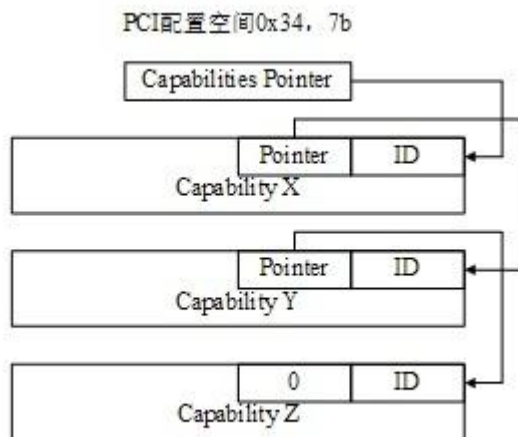 PCI配置空间0x34，7b
Capabilities Pointer
Pointer ID
Capability X
Pointer ID
Capability Y
0 ID
Capability Z